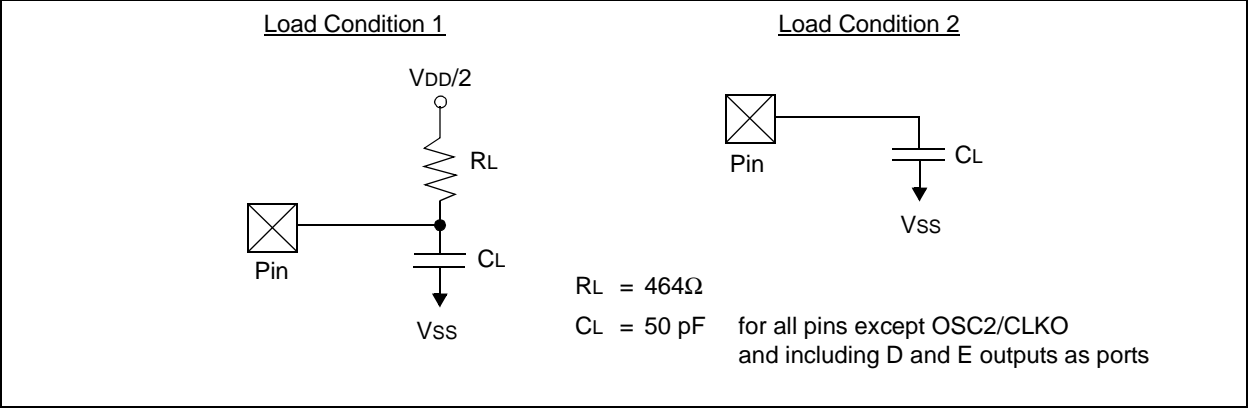 Load Condition 1
VDD/2
RL
Pin
CL
VSS
Load Condition 2
Pin
CL
VSS
RL = 464Ω
CL = 50 pF for all pins except OSC2/CLKO
and including D and E outputs as ports